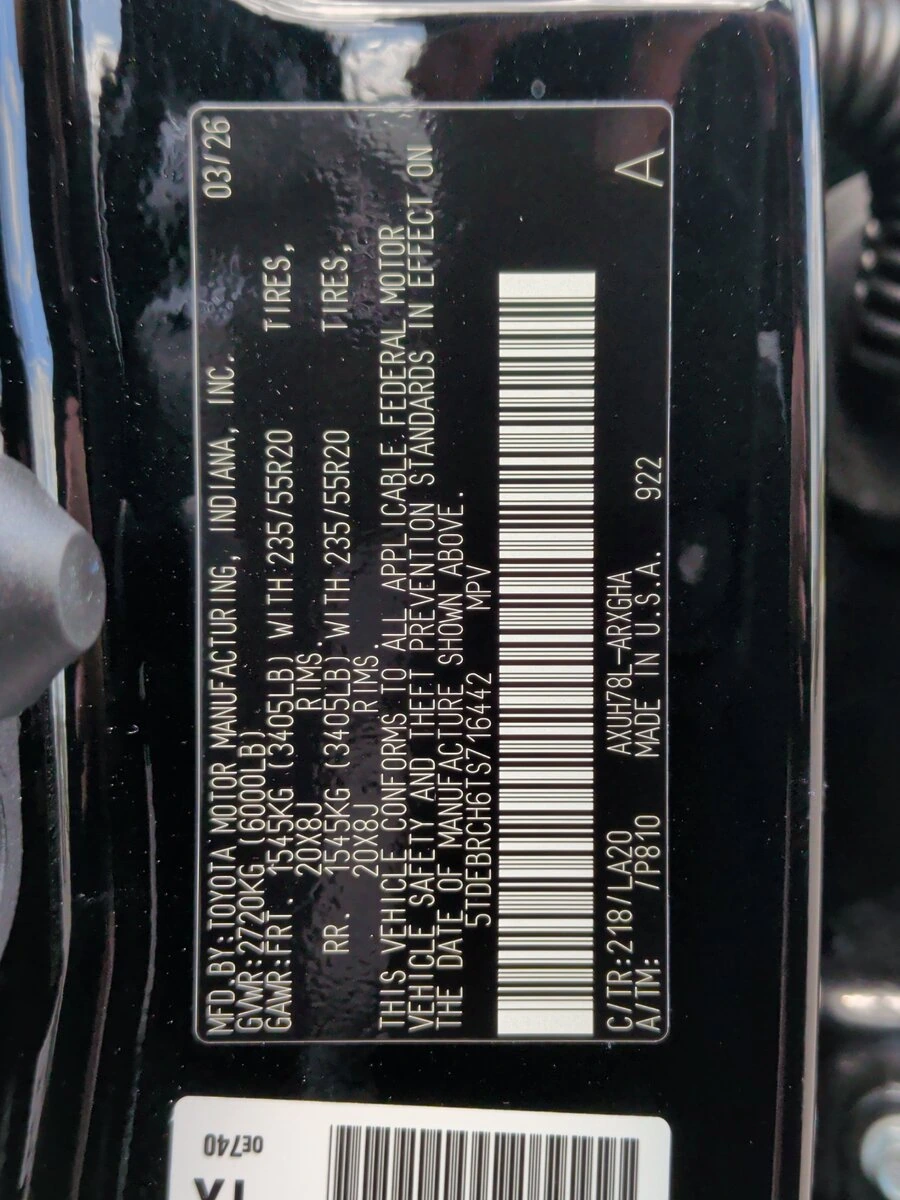 MFD.BY:TOYOTA MOTOR MANUFACTURING, INDIANA, INC. 03/26
GVWR:2720KG (6000LB)
GAWR:FRT. 1545KG (3405LB) WITH 235/55R20 TIRES,
20X8J RIMS.
RR. 1545KG (3405LB) WITH 235/55R20 TIRES,
20X8J RIMS.
THIS VEHICLE CONFORMS TO ALL APPLICABLE FEDERAL MOTOR
VEHICLE SAFETY AND THEFT PREVENTION STANDARDS IN EFFECT ON
THE DATE OF MANUFACTURE SHOWN ABOVE.
5TDEBRCH6TS716442 MPV
C/TR:218/LA20 AXUH78L-ARXGHA
A/TM: /P810 MADE IN U.S.A. 922
A
0E740